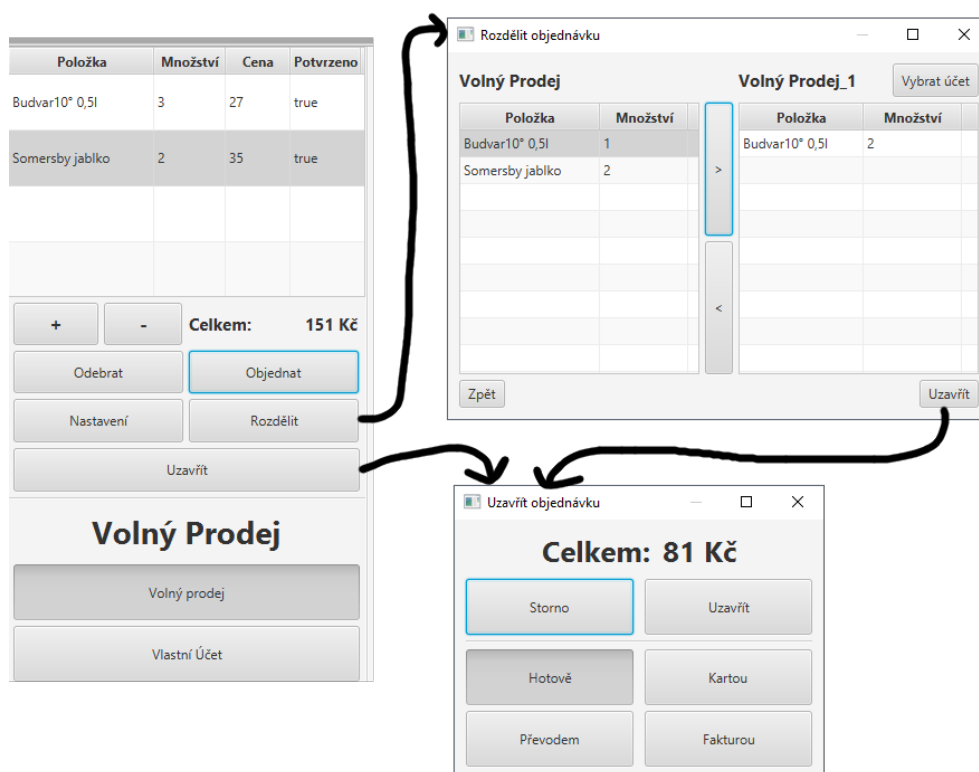 Položka Množství Cena Potvrzeno
Budvar10° 0,5l 3 27 true
Somersby jablko 2 35 true
+ - Celkem: 151 Kč
Odebrat Objednat
Nastavení Rozdělit
Uzavřít
Volný Prodej
Volný prodej
Vlastní Účet
Rozdělit objednávku
Volný Prodej Volný Prodej_1 Vybrat účet
Položka Množství Položka Množství
Budvar10° 0,5l 1 Budvar10° 0,5l 2
Somersby jablko 2
>
<
Zpět Uzavřít
Uzavřít objednávku
Celkem: 81 Kč
Storno Uzavřít
Hotově Kartou
Převodem Fakturou